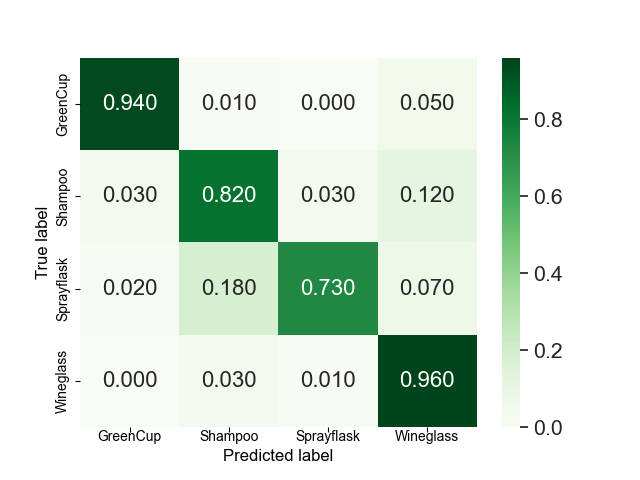 GreenCup 0.940 0.010 0.000 0.050
Shampoo 0.030 0.820 0.030 0.120
Sprayflask 0.020 0.180 0.730 0.070
Wineglass 0.000 0.030 0.010 0.960
True label
GreenCup Shampoo Sprayflask Wineglass
Predicted label
0.8
0.6
0.4
0.2
0.0